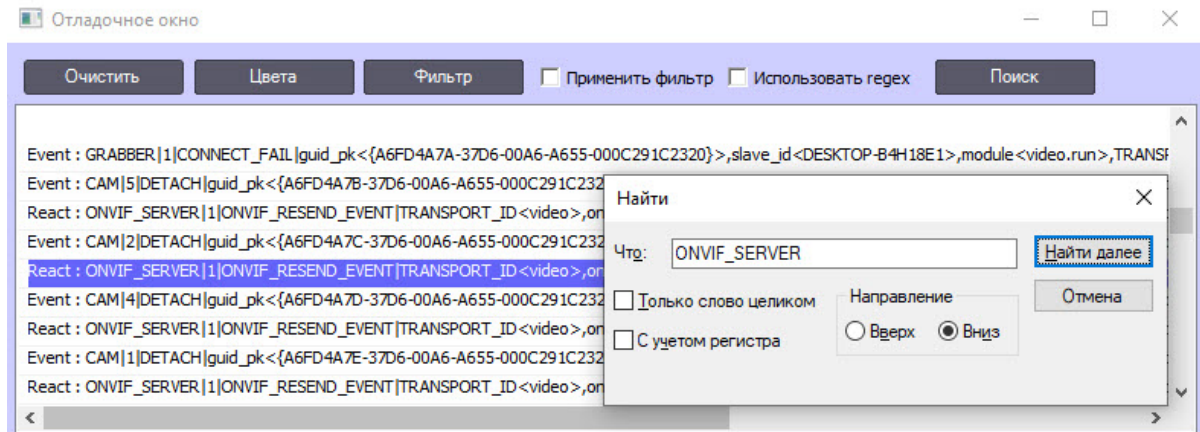 Отладочное окно
Очистить Цвета Фильтр Применить фильтр Использовать regex Поиск
Event : GRABBER|1|CONNECT_FAIL|guid_pk<{A6FD4A7A-37D6-00A6-A655-000C291C2320}>,slave_id<DESKTOP-B4H18E1>,module<video.run>,TRANSF
Event : CAM|5|DETACH|guid_pk<{A6FD4A7B-37D6-00A6-A655-000C291C232
React : ONVIF_SERVER|1|ONVIF_RESEND_EVENT|TRANSPORT_ID<video>,on
Event : CAM|2|DETACH|guid_pk<{A6FD4A7C-37D6-00A6-A655-000C291C232
React : ONVIF_SERVER|1|ONVIF_RESEND_EVENT|TRANSPORT_ID<video>,on
Event : CAM|4|DETACH|guid_pk<{A6FD4A7D-37D6-00A6-A655-000C291C232
React : ONVIF_SERVER|1|ONVIF_RESEND_EVENT|TRANSPORT_ID<video>,on
Event : CAM|1|DETACH|guid_pk<{A6FD4A7E-37D6-00A6-A655-000C291C232
React : ONVIF_SERVER|1|ONVIF_RESEND_EVENT|TRANSPORT_ID<video>,on
Найти
Что: ONVIF_SERVER Найти далее
Только слово целиком Направление Отмена
С учетом регистра Вверх Вниз